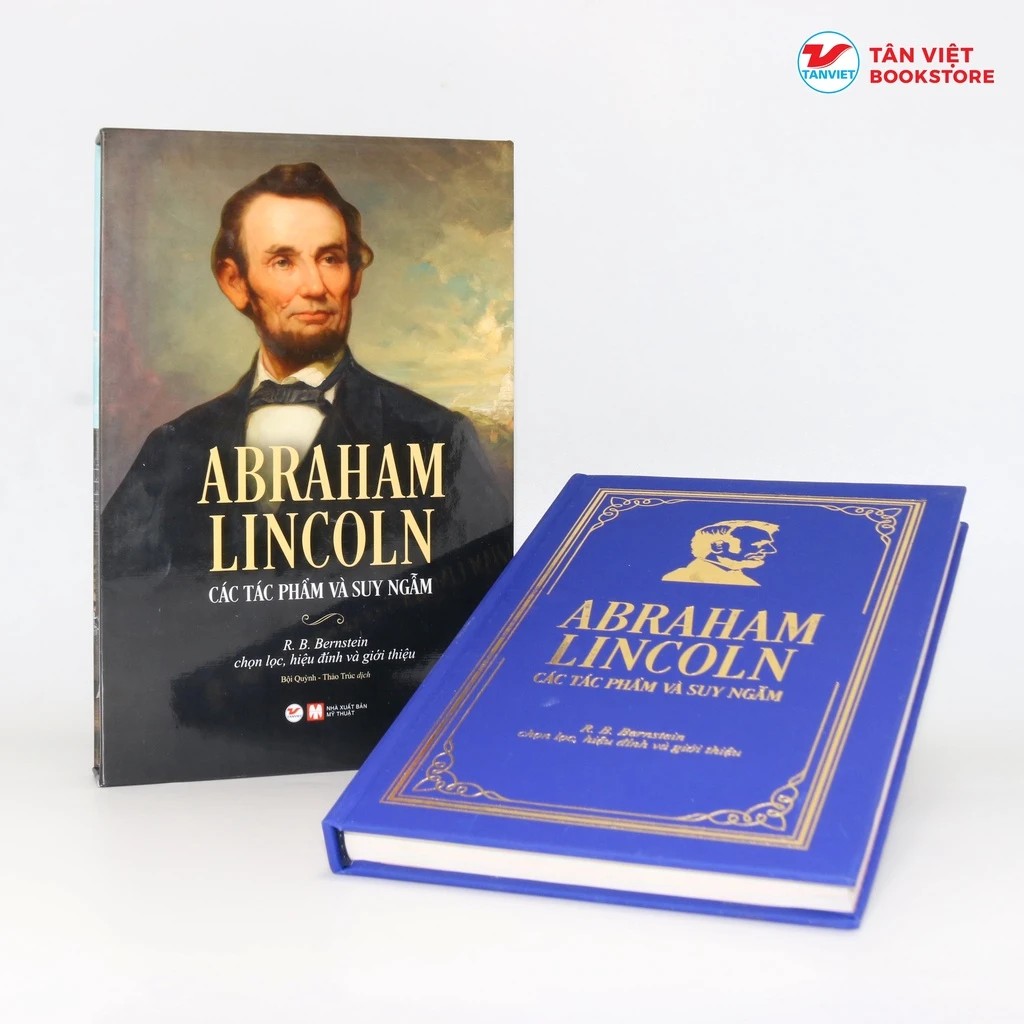 TÂN VIỆT
BOOKSTORE
TANVIET
ABRAHAM
LINCOLN
CÁC TÁC PHẨM VÀ SUY NGẪM
R. B. Bernstein
chọn lọc, hiệu đính và giới thiệu
Bội Quỳnh - Thảo Trúc dịch
TANVIET
NHÀ XUẤT BẢN
MỸ THUẬT
ABRAHAM
LINCOLN
CÁC TÁC PHẨM VÀ SUY NGẪM
R. B. Bernstein
chọn lọc, hiệu đính và giới thiệu